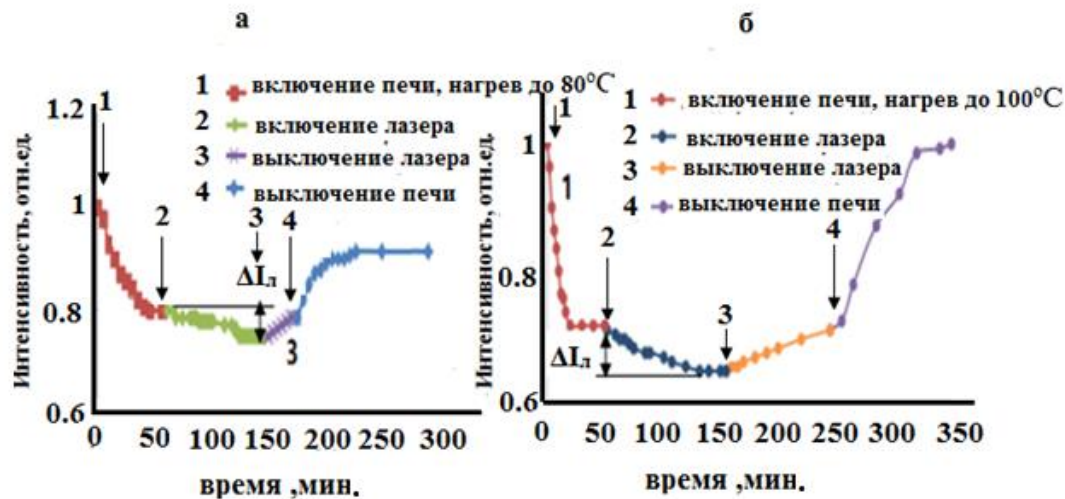 а
1 включение печи, нагрев до 80°C
2 включение лазера
3 выключение лазера
4 выключение печи
Интенсивность, отн.ед.
1.2
1
0.8
0.6
1
2
3
4
ΔIл
3
0 50 100 150 200 250 300
время ,мин.
б
1 включение печи, нагрев до 100°C
2 включение лазера
3 выключение лазера
4 выключение печи
Интенсивность, отн.ед.
1
0.8
0.6
1
1
2
3
4
ΔIл
0 50 100 150 200 250 300 350
время ,мин.